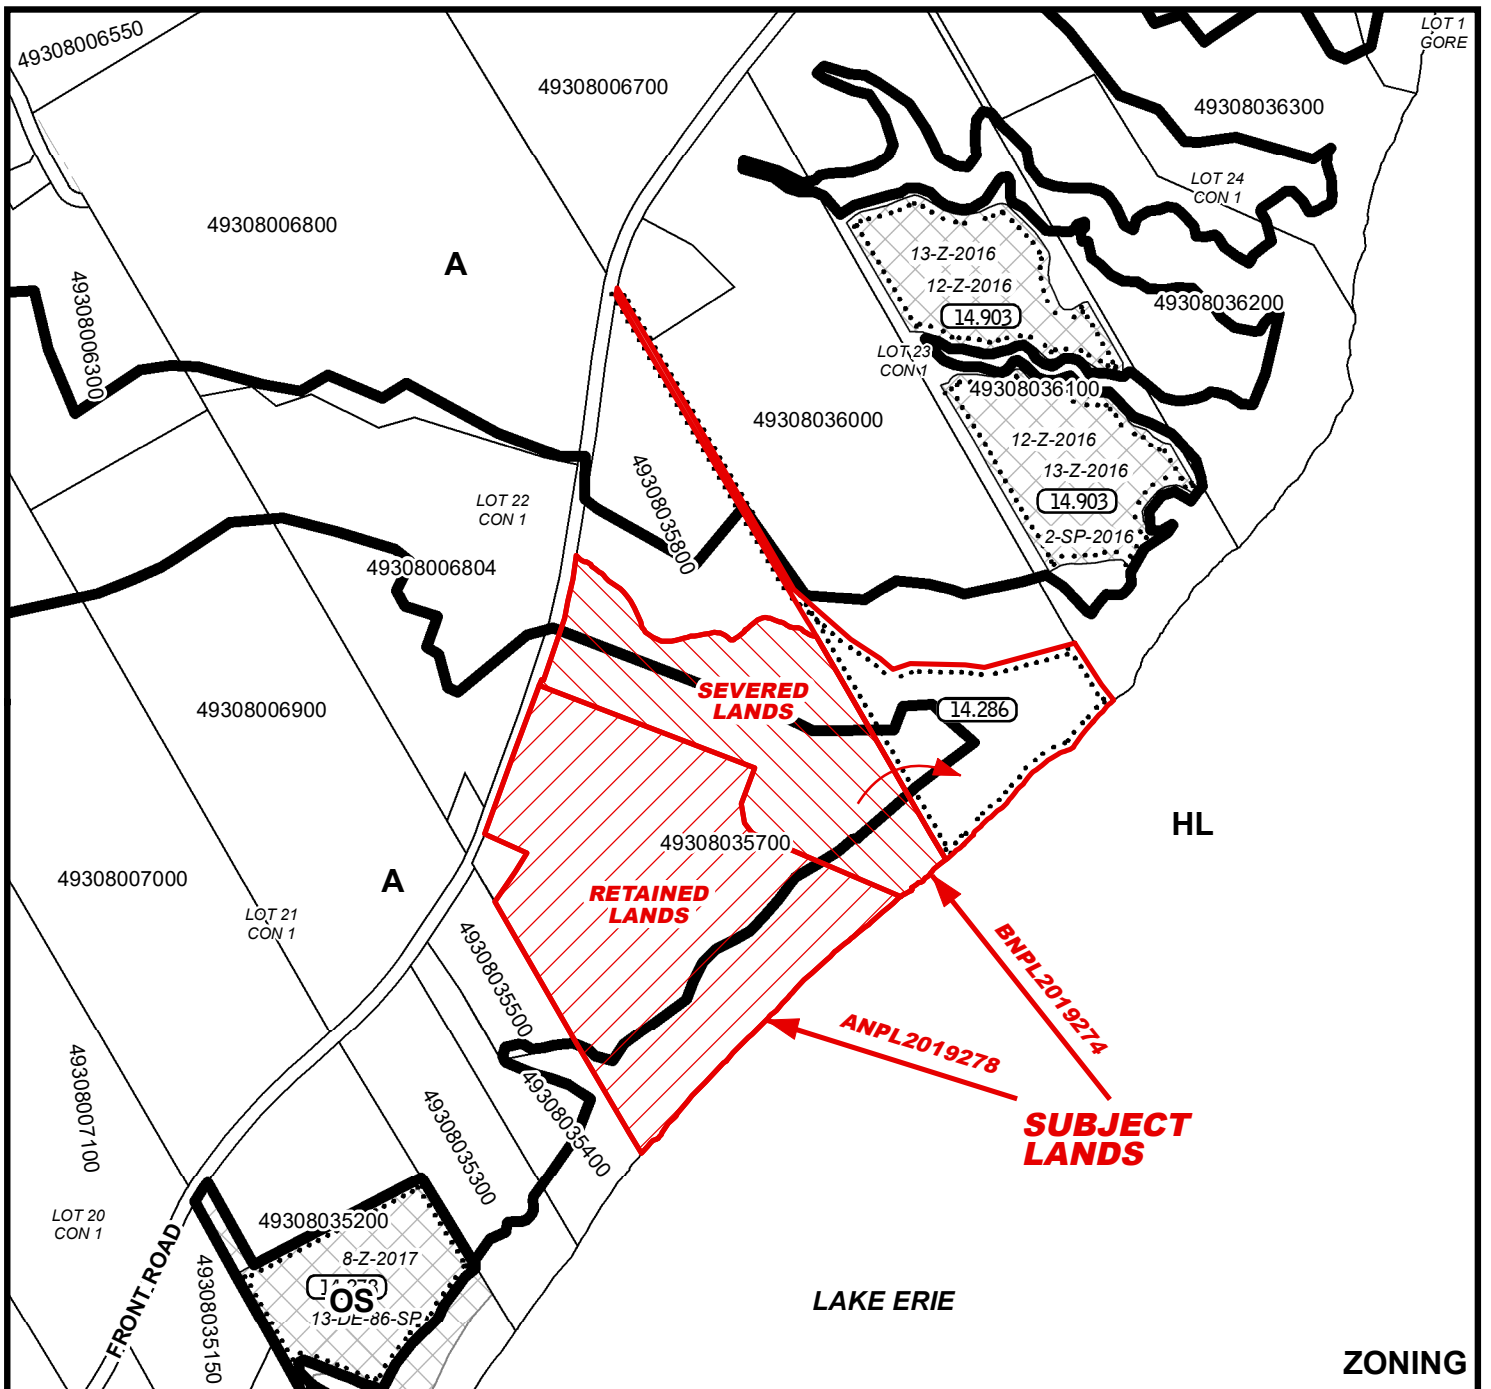 LOT 1
GORE
49308006550
49308006700
49308036300
LOT 24
CON 1
49308006800
A
13-Z-2016
12-Z-2016
14.903
49308036200
49308006300
LOT 23
CON 1
49308036100
49308036000
12-Z-2016
13-Z-2016
14.903
2-SP-2016
49308035800
LOT 22
CON 1
49308006804
SEVERED
LANDS
14.286
49308006900
HL
49308035700
49308007000
A
RETAINED
LANDS
LOT 21
CON 1
49308035500
BNPL2019274
ANPL2019278
49308007100
49308035400
49308035300
SUBJECT
LANDS
LOT 20
CON 1
49308035200
FRONT ROAD
8-Z-2017
OS
13-DE-86-SP
49308035150
LAKE ERIE
ZONING